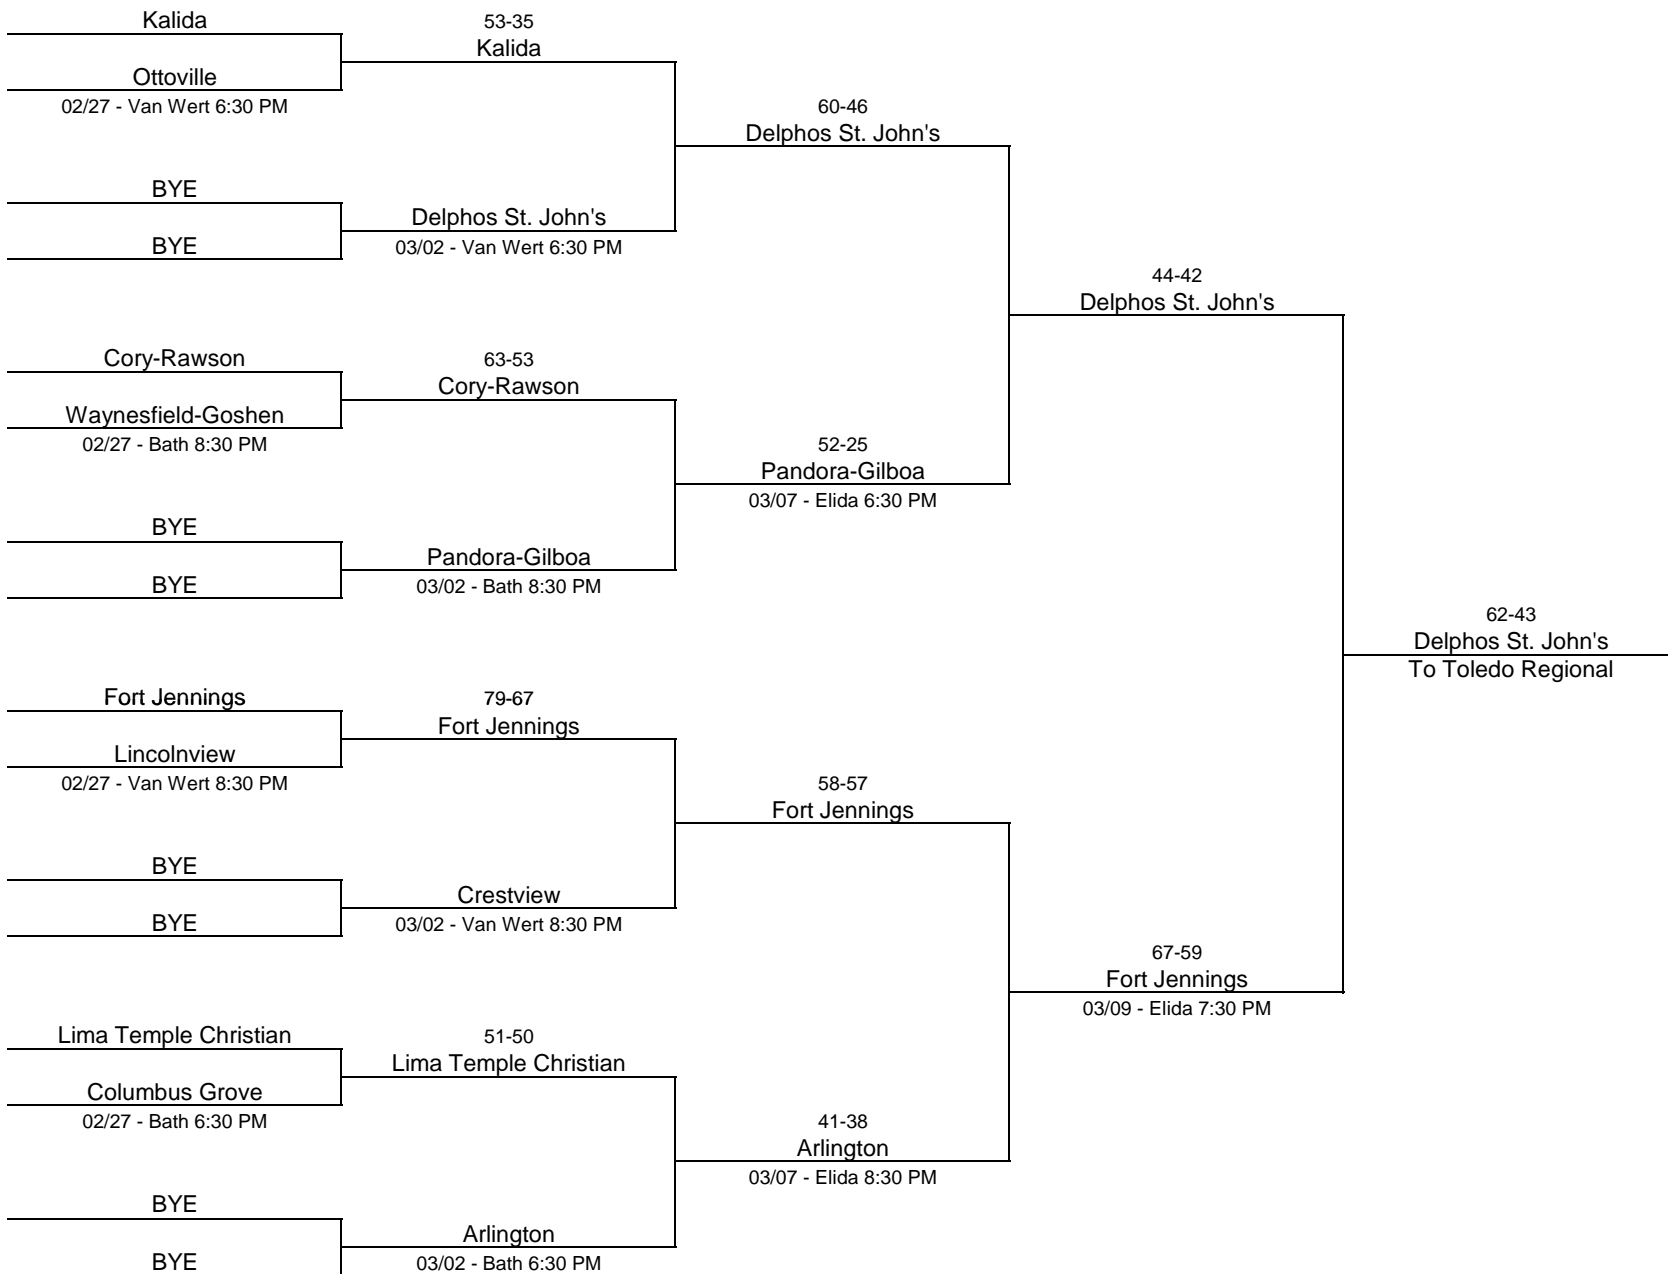 Kalida
53-35
Kalida
Ottoville
02/27 - Van Wert 6:30 PM
60-46
Delphos St. John's
BYE
Delphos St. John's
BYE
03/02 - Van Wert 6:30 PM
44-42
Delphos St. John's
Cory-Rawson
63-53
Cory-Rawson
Waynesfield-Goshen
02/27 - Bath 8:30 PM
52-25
Pandora-Gilboa
03/07 - Elida 6:30 PM
BYE
Pandora-Gilboa
BYE
03/02 - Bath 8:30 PM
62-43
Delphos St. John's
To Toledo Regional
Fort Jennings
79-67
Fort Jennings
Lincolnview
02/27 - Van Wert 8:30 PM
58-57
Fort Jennings
BYE
Crestview
BYE
03/02 - Van Wert 8:30 PM
67-59
Fort Jennings
03/09 - Elida 7:30 PM
Lima Temple Christian
51-50
Lima Temple Christian
Columbus Grove
02/27 - Bath 6:30 PM
41-38
Arlington
03/07 - Elida 8:30 PM
BYE
Arlington
BYE
03/02 - Bath 6:30 PM